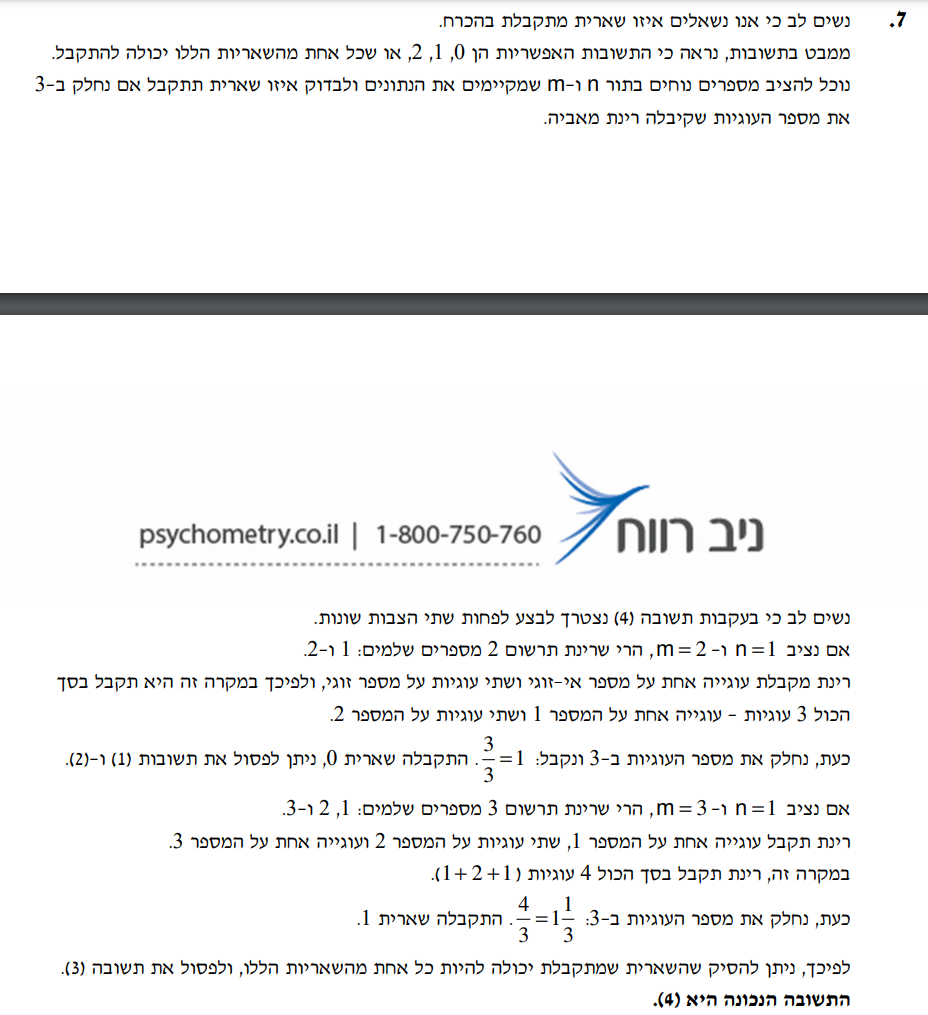 7. נשים לב כי אנו נשאלים איזו שארית מתקבלת בהכרח.
ממבט בתשובות, נראה כי התשובות האפשריות הן 0, 1, 2, או שכל אחת מהשאריות הללו יכולה להתקבל.
נוכל להציב מספרים נוחים בתור n ו-m שמקיימים את הנתונים ולבדוק איזו שארית תתקבל אם נחלק ב-3
את מספר העוגיות שקיבלה רינת מאביה.
psychometry.co.il | 1-800-750-760 ניב רווח
נשים לב כי בעקבות תשובה (4) נצטרך לבצע לפחות שתי הצבות שונות.
אם נציב n=1 ו-m=2, הרי שרינת תרשום 2 מספרים שלמים: 1 ו-2.
רינת מקבלת עוגייה אחת על מספר אי-זוגי ושתי עוגיות על מספר זוגי, ולפיכך במקרה זה היא תקבל בסך
הכול 3 עוגיות - עוגייה אחת על המספר 1 ושתי עוגיות על המספר 2.
כעת, נחלק את מספר העוגיות ב-3 ונקבל: 3/3=1. התקבלה שארית 0, ניתן לפסול את תשובות (1) ו-(2).
אם נציב n=1 ו-m=3, הרי שרינת תרשום 3 מספרים שלמים: 1, 2 ו-3.
רינת תקבל עוגייה אחת על המספר 1, שתי עוגיות על המספר 2 ועוגייה אחת על המספר 3.
במקרה זה, רינת תקבל בסך הכול 4 עוגיות (1+2+1).
כעת, נחלק את מספר העוגיות ב-3: 4/3=1 1/3. התקבלה שארית 1.
לפיכך, ניתן להסיק שהשארית שמתקבלת יכולה להיות כל אחת מהשאריות הללו, ולפסול את תשובה (3).
התשובה הנכונה היא (4).